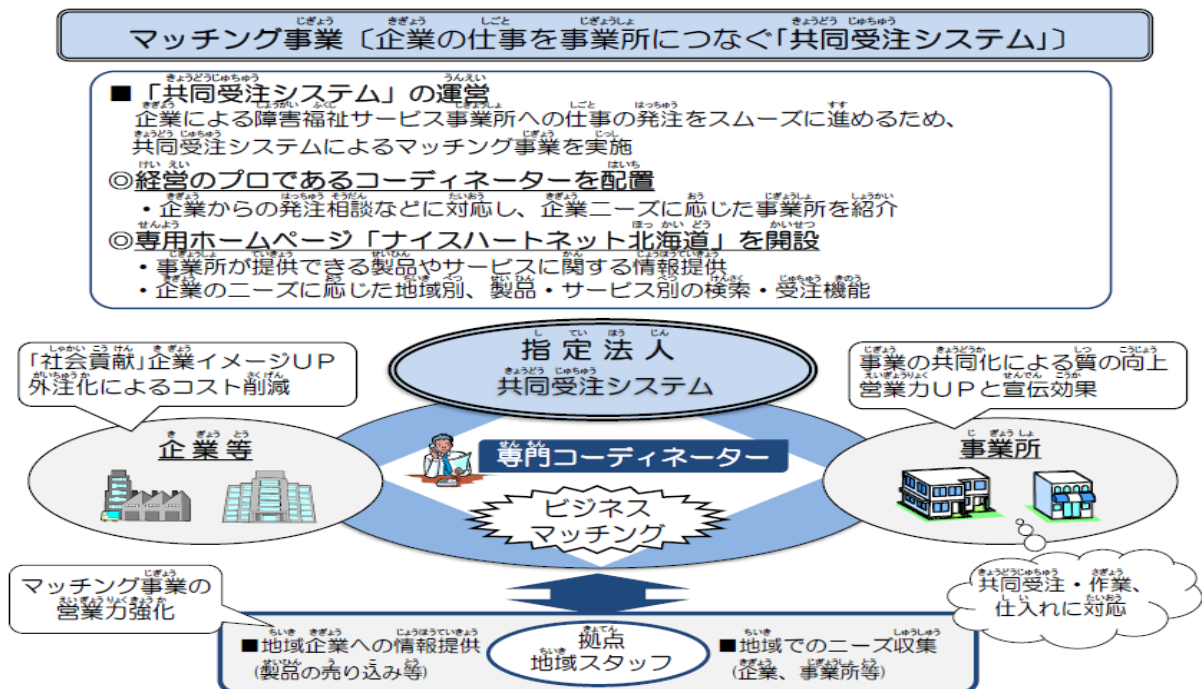 マッチング事業〔企業の仕事を事業所につなぐ「共同受注システム」〕
■「共同受注システム」の運営
企業による障害福祉サービス事業所への仕事の発注をスムーズに進めるため、
共同受注システムによるマッチング事業を実施
◎経営のプロであるコーディネーターを配置
・企業からの発注相談などに対応し、企業ニーズに応じた事業所を紹介
◎専用ホームページ「ナイスハートネット北海道」を開設
・事業所が提供できる製品やサービスに関する情報提供
・企業のニーズに応じた地域別、製品・サービス別の検索・受注機能
指定法人
共同受注システム
「社会貢献」企業イメージUP
外注化によるコスト削減
事業の共同化による質の向上
営業力UPと宣伝効果
企業等
専門コーディネーター
事業所
ビジネス
マッチング
マッチング事業の
営業力強化
共同受注・作業、
仕入れに対応
■地域企業への情報提供
(製品の売り込み等)
拠点
地域スタッフ
■地域でのニーズ収集
(企業、事業所等)